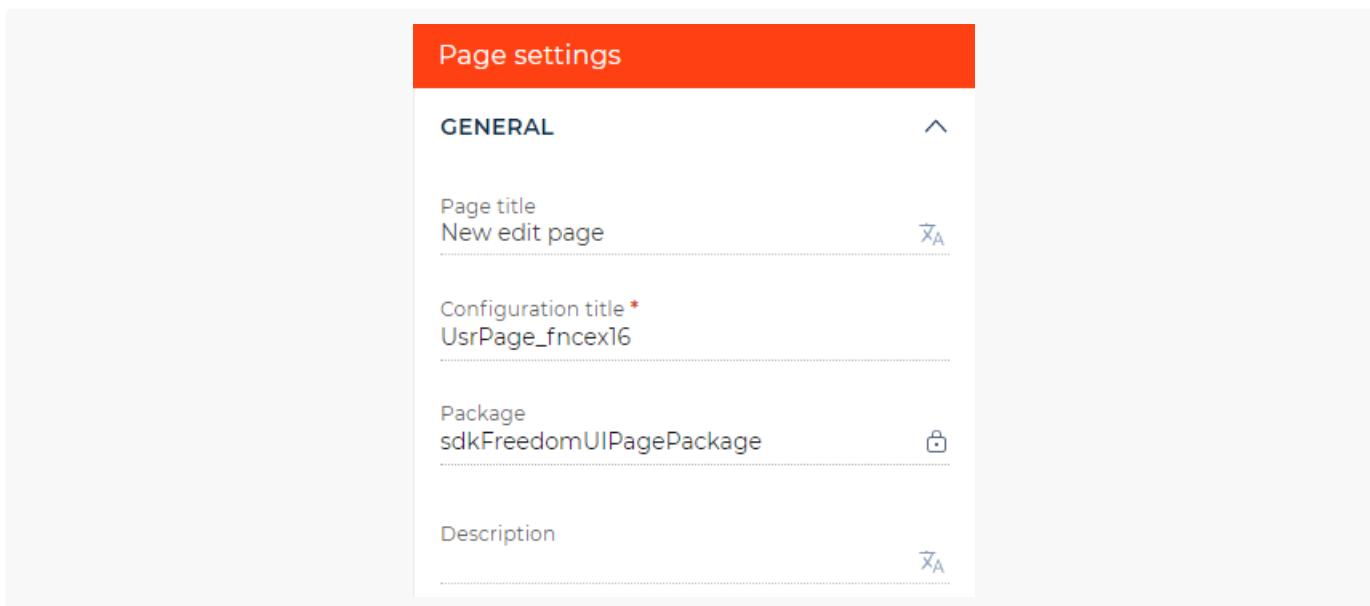 Page settings
GENERAL
Page title
New edit page
Configuration title *
UsrPage_fncex16
Package
sdkFreedomUIPagePackage
Description